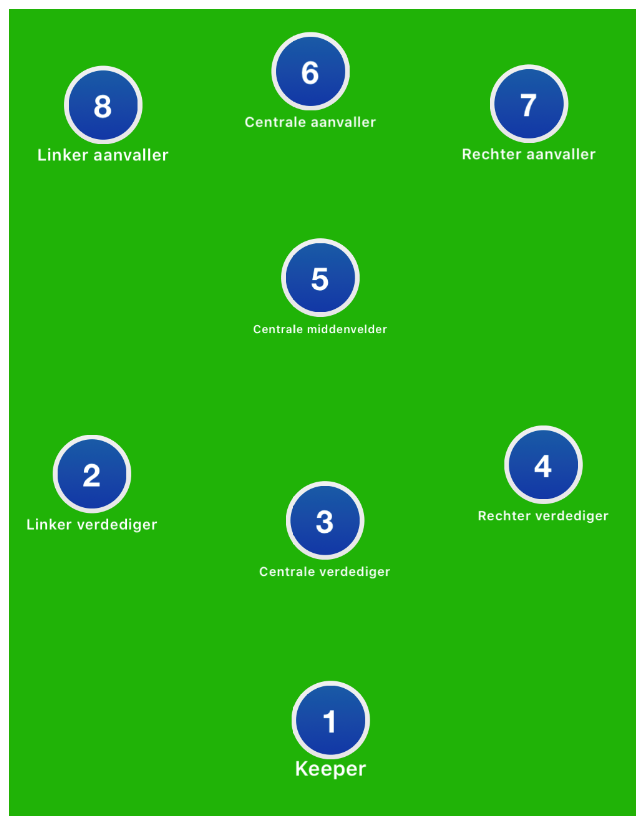 6
Centrale aanvaller
8
Linker aanvaller
7
Rechter aanvaller
5
Centrale middenvelder
2
Linker verdediger
4
Rechter verdediger
3
Centrale verdediger
1
Keeper